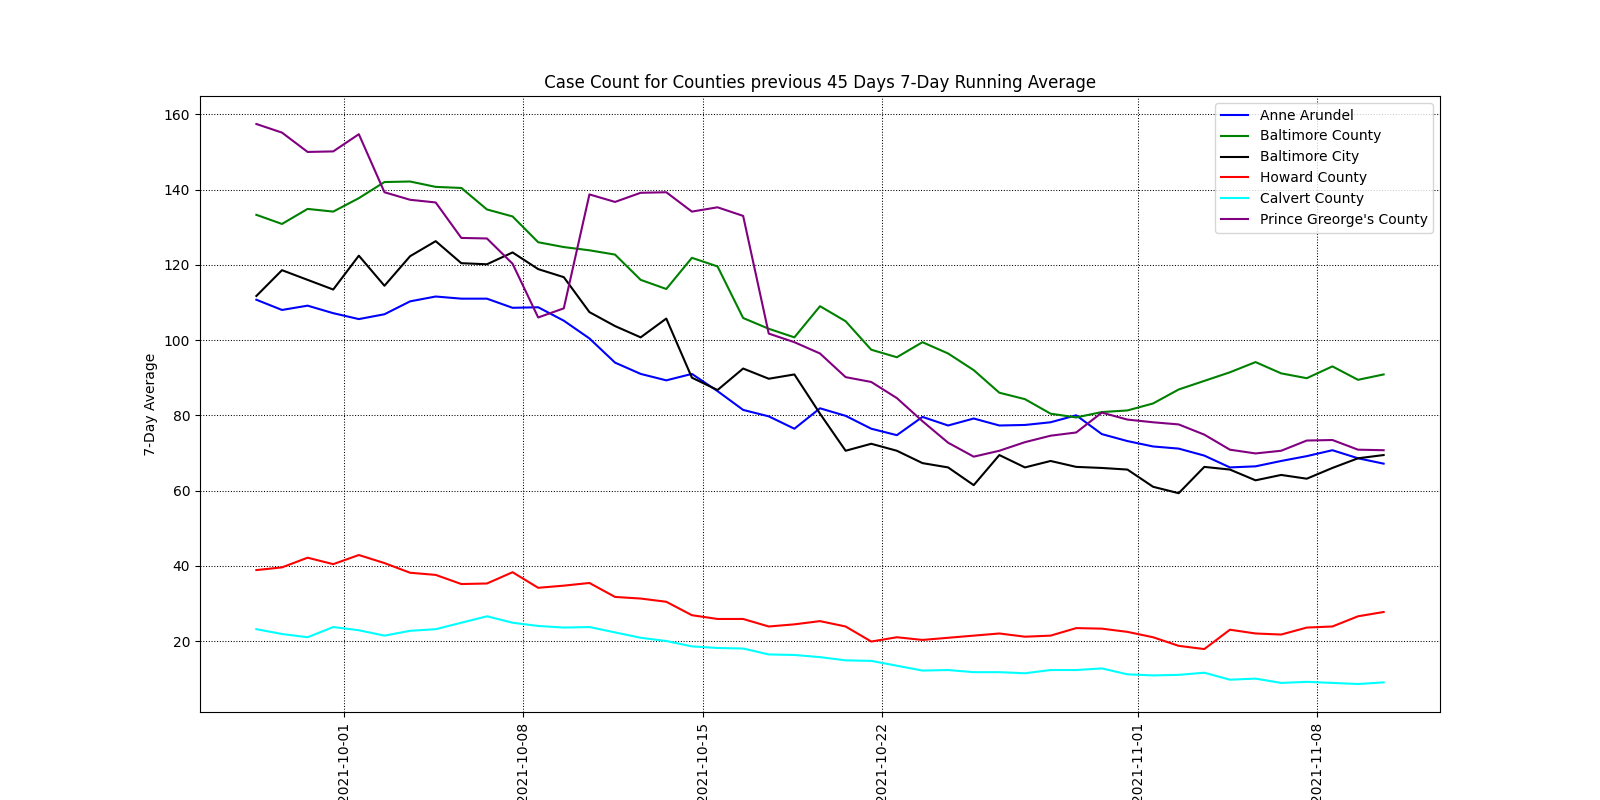 Case Count for Counties previous 45 Days 7-Day Running Average
7-Day Average
160
140
120
100
80
60
40
20
Anne Arundel
Baltimore County
Baltimore City
Howard County
Calvert County
Prince Greorge's County
2021-10-01
2021-10-08
2021-10-15
2021-10-22
2021-11-01
2021-11-08